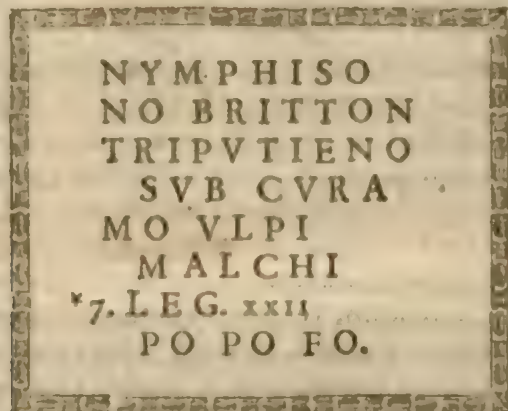 NYMPHISO
NO BRITTON
TRIPVTIENO
SVB CVRA
MO VLPI
MALCHI
*7. LEG. XXII,
PO PO FO.